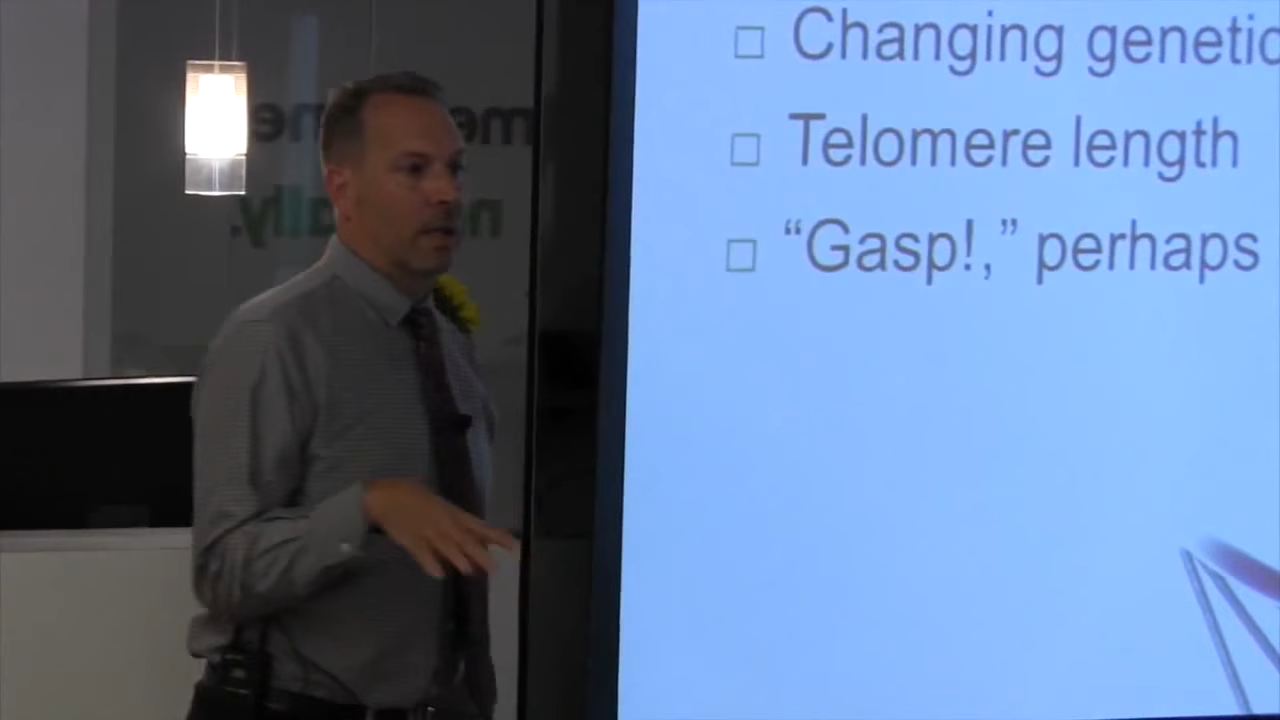 Changing genetic
Telomere length
“Gasp!,” perhaps